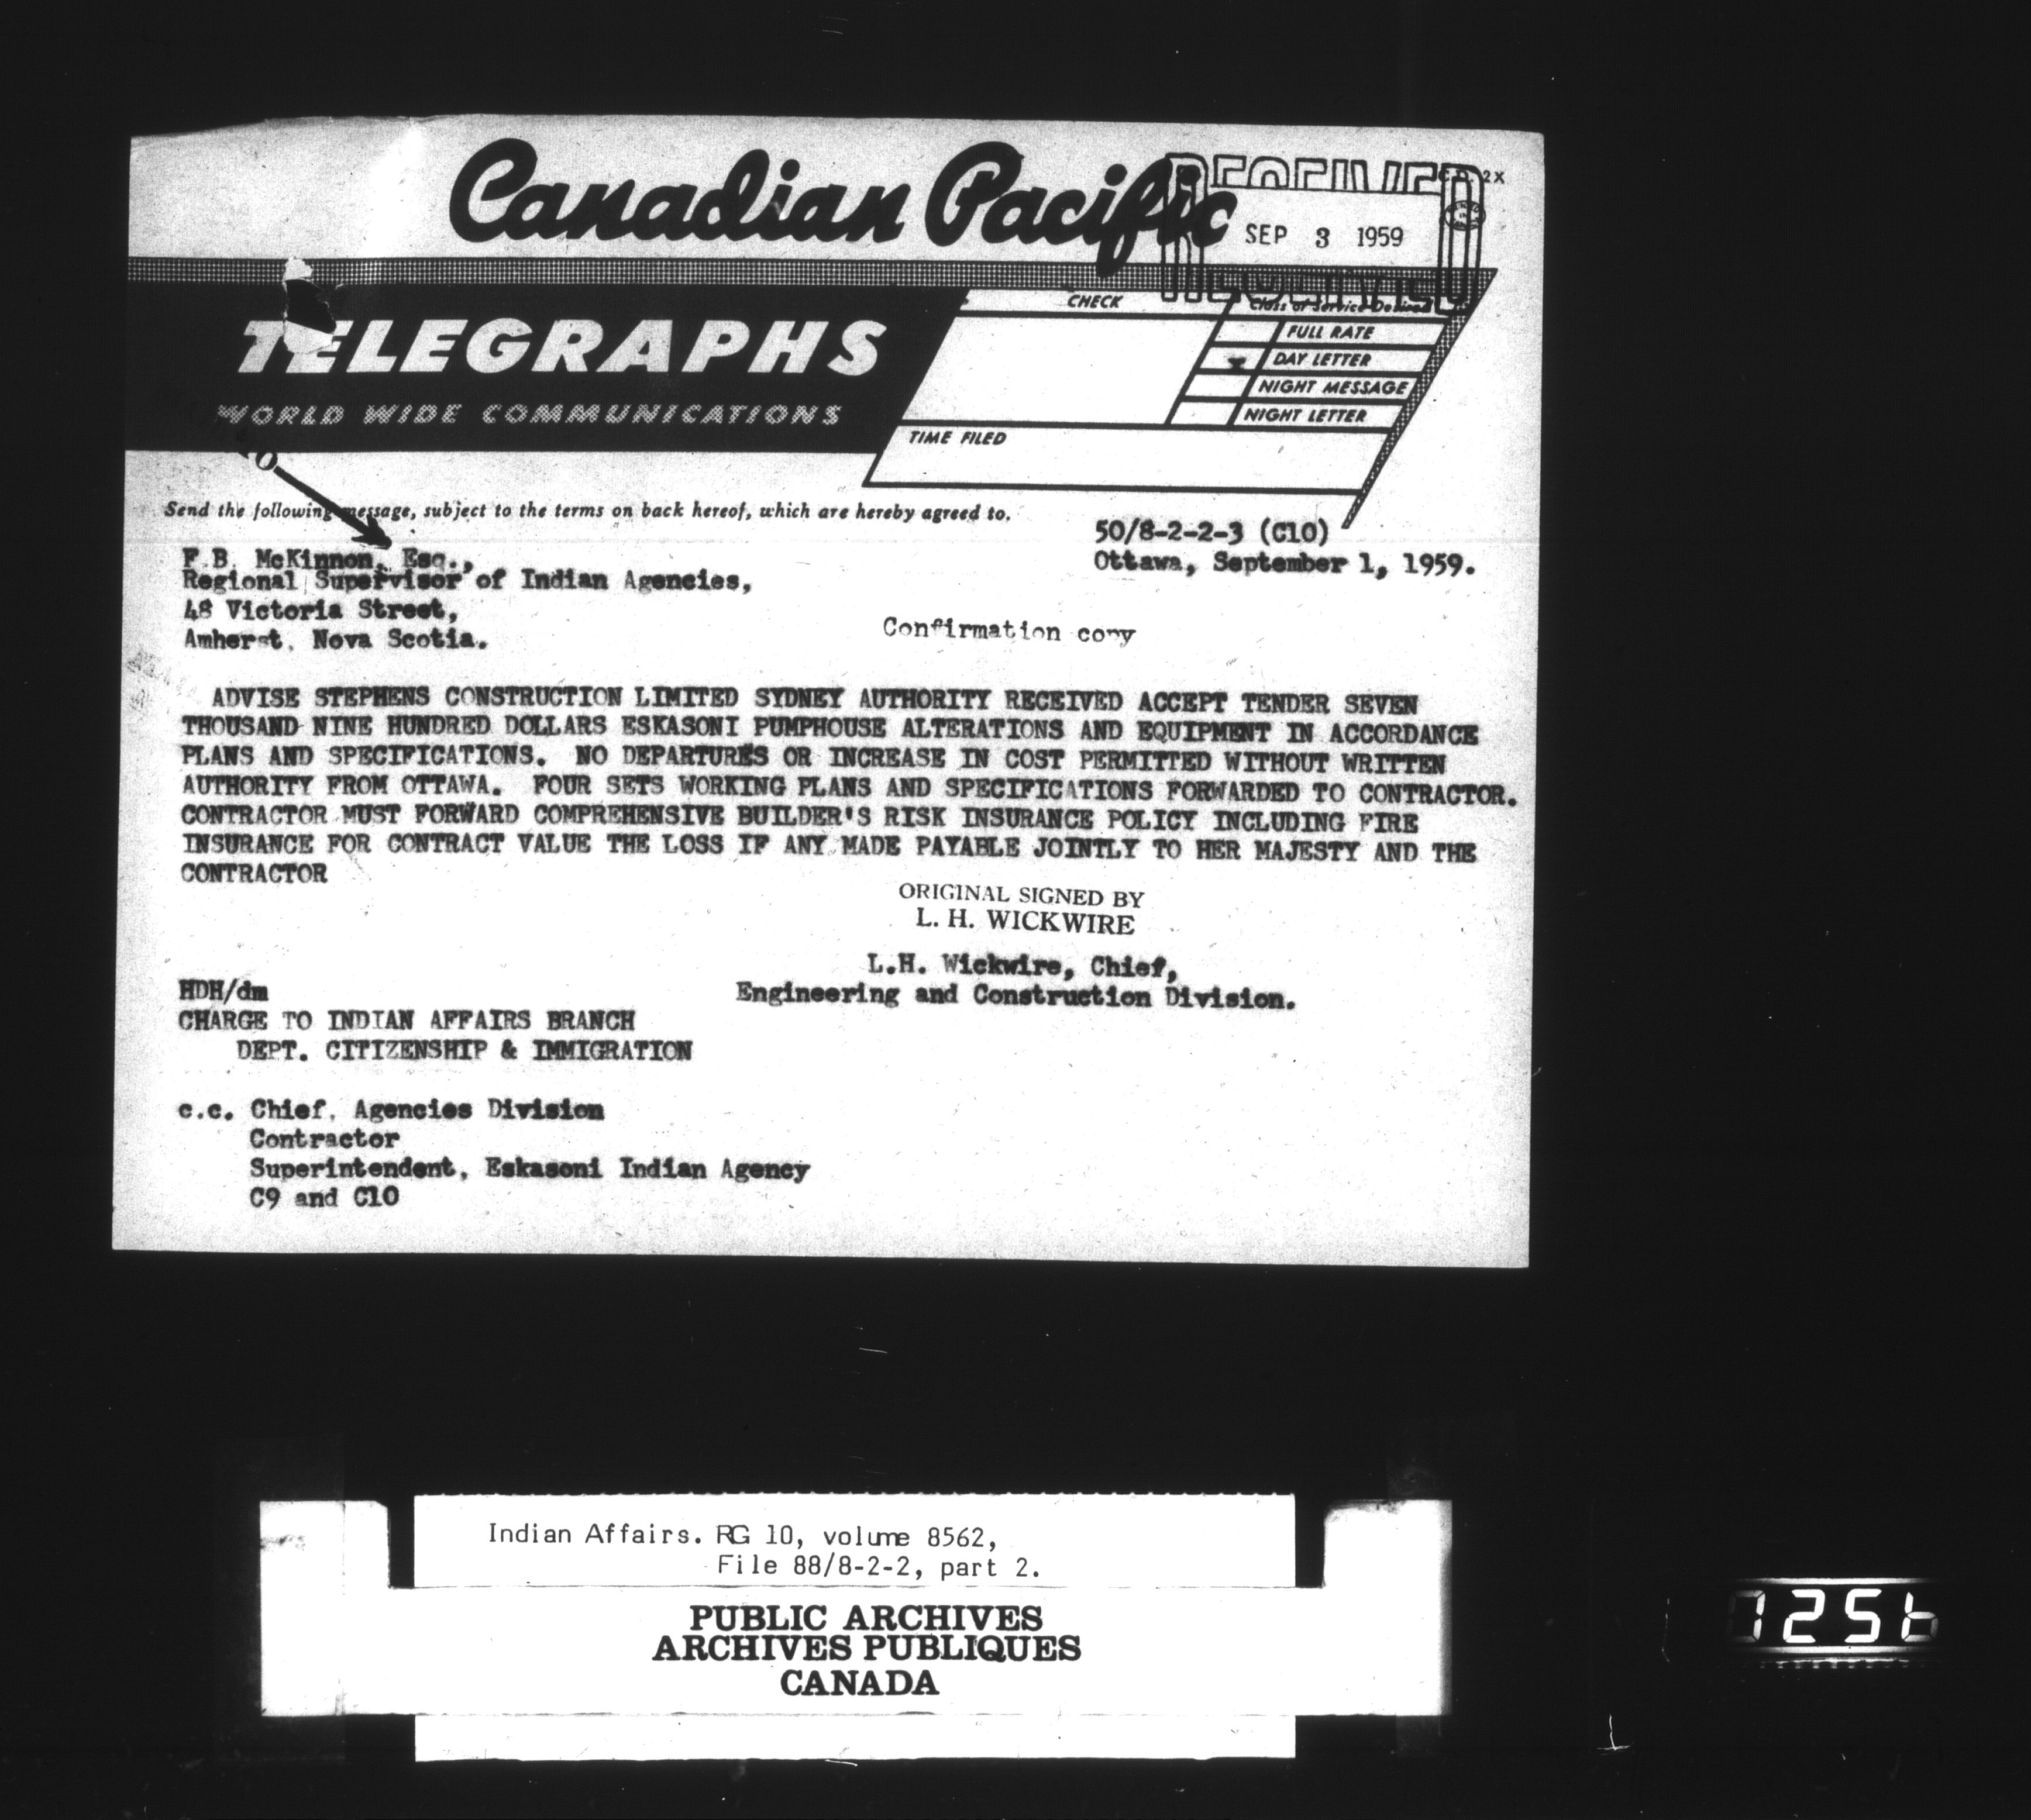 Canadian Pacific
RECEIVED
C.D. 2X
SEP 3 1959
TELEGRAPHS
WORLD WIDE COMMUNICATIONS
CHECK
Class of Service Desired
FULL RATE
DAY LETTER
NIGHT MESSAGE
NIGHT LETTER
TIME FILED
Send the following message, subject to the terms on back hereof, which are hereby agreed to.
50/8-2-2-3 (C10)
Ottawa, September 1, 1959.
F.B. McKinnon, Esq.,
Regional Supervisor of Indian Agencies,
48 Victoria Street,
Amherst, Nova Scotia.
Confirmation copy
ADVISE STEPHENS CONSTRUCTION LIMITED SYDNEY AUTHORITY RECEIVED ACCEPT TENDER SEVEN
THOUSAND NINE HUNDRED DOLLARS ESKASONI PUMPHOUSE ALTERATIONS AND EQUIPMENT IN ACCORDANCE
PLANS AND SPECIFICATIONS. NO DEPARTURES OR INCREASE IN COST PERMITTED WITHOUT WRITTEN
AUTHORITY FROM OTTAWA. FOUR SETS WORKING PLANS AND SPECIFICATIONS FORWARDED TO CONTRACTOR.
CONTRACTOR MUST FORWARD COMPREHENSIVE BUILDER'S RISK INSURANCE POLICY INCLUDING FIRE
INSURANCE FOR CONTRACT VALUE THE LOSS IF ANY MADE PAYABLE JOINTLY TO HER MAJESTY AND THE
CONTRACTOR
ORIGINAL SIGNED BY
L. H. WICKWIRE
L.H. Wickwire, Chief,
Engineering and Construction Division.
HDH/dm
CHARGE TO INDIAN AFFAIRS BRANCH
DEPT. CITIZENSHIP & IMMIGRATION
c.c. Chief, Agencies Division
Contractor
Superintendent, Eskasoni Indian Agency
C9 and C10
Indian Affairs. RG 10, volume 8562,
File 88/8-2-2, part 2.
PUBLIC ARCHIVES
ARCHIVES PUBLIQUES
CANADA
1256